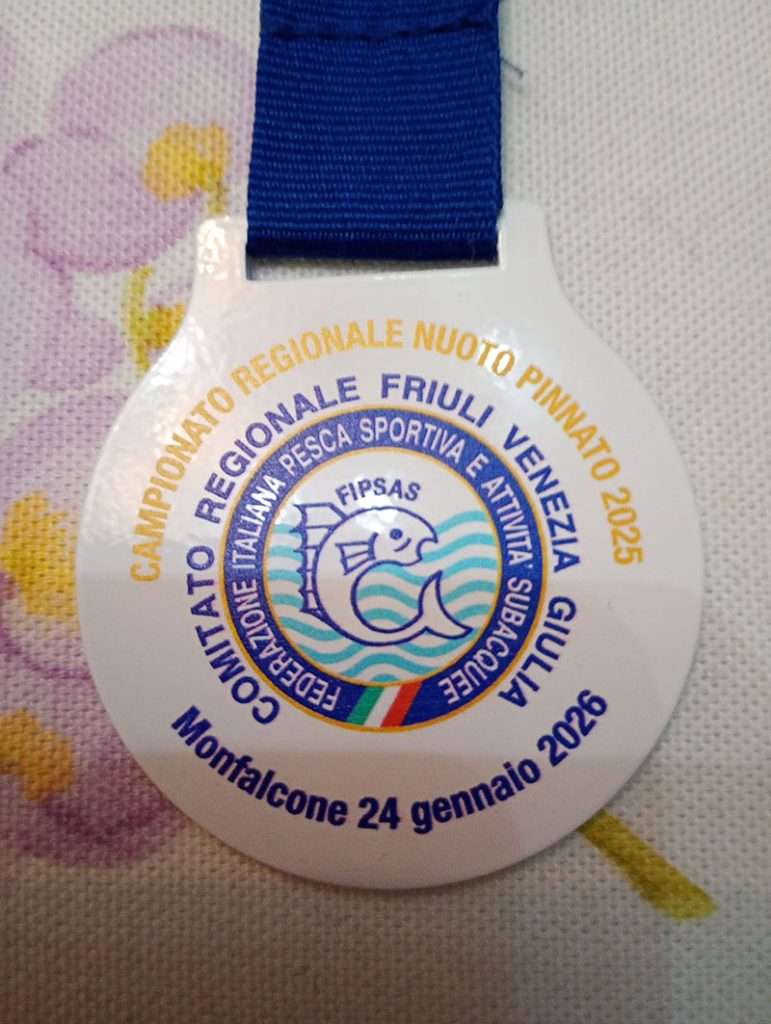 CAMPIONATO REGIONALE NUOTO PINNATO 2025
COMITATO REGIONALE FRIULI VENEZIA GIULIA
FEDERAZIONE ITALIANA PESCA SPORTIVA E ATTIVITA' SUBACQUEE
FIPSAS
Monfalcone 24 gennaio 2026